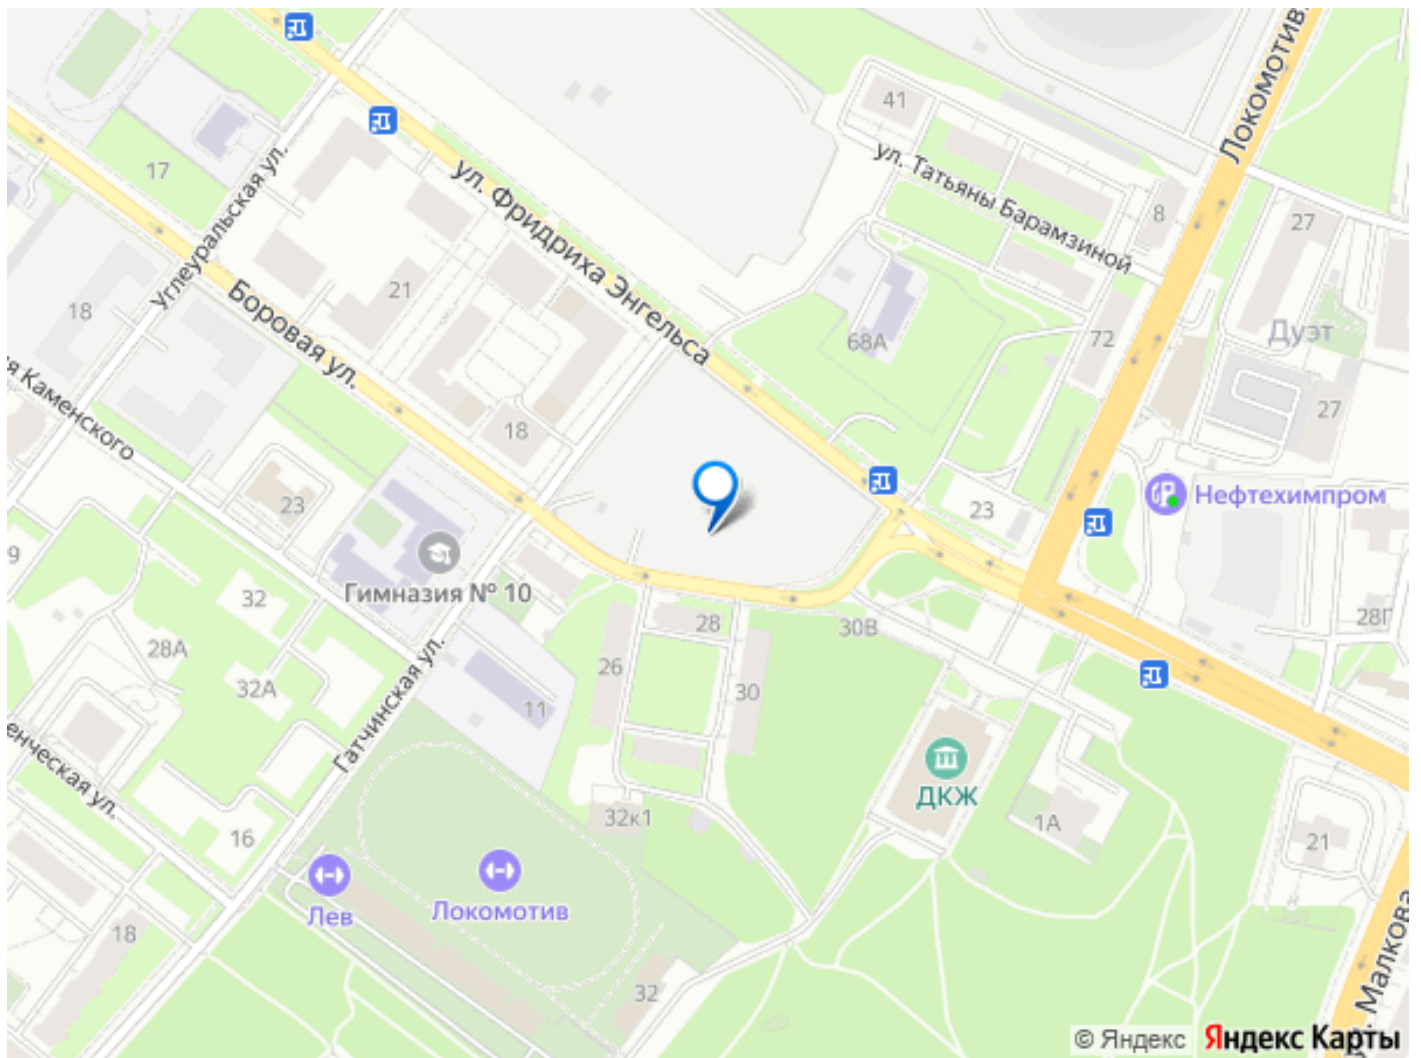 Локомотив
41
ул. Татьяны Барамзиной
8
27
17
Углеуральская ул.
ул. Фридриха Энгельса
Боровая ул.
21
18
68А
72
Дуэт
27
18
23
Каменского
Нефтехимпром
23
Гимназия № 10
9
32
28А
32А
28
30В
28Г
26
30
11
Гатчинская ул.
ДКЖ
1А
32к1
21
16
енческая ул.
Лев
Локомотив
18
32
Малкова
© Яндекс
Яндекс Карты